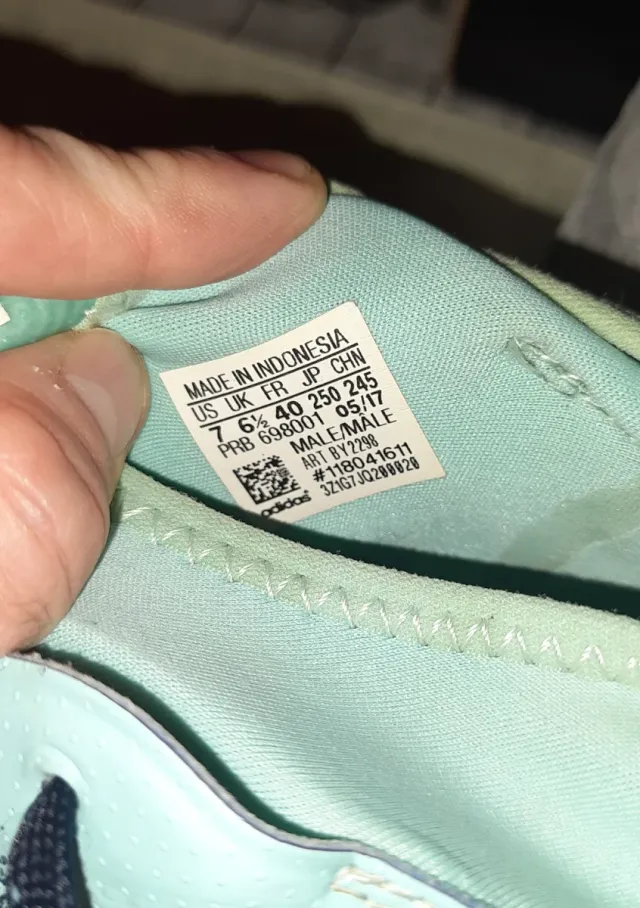 MADE IN INDONESIA
US UK FR JP CHN
7 6½ 40 250 245
PRB 698001 05/17
MALE/MÂLE
ART BY2298
#118041611
3Z1G7JQ200020
adidas